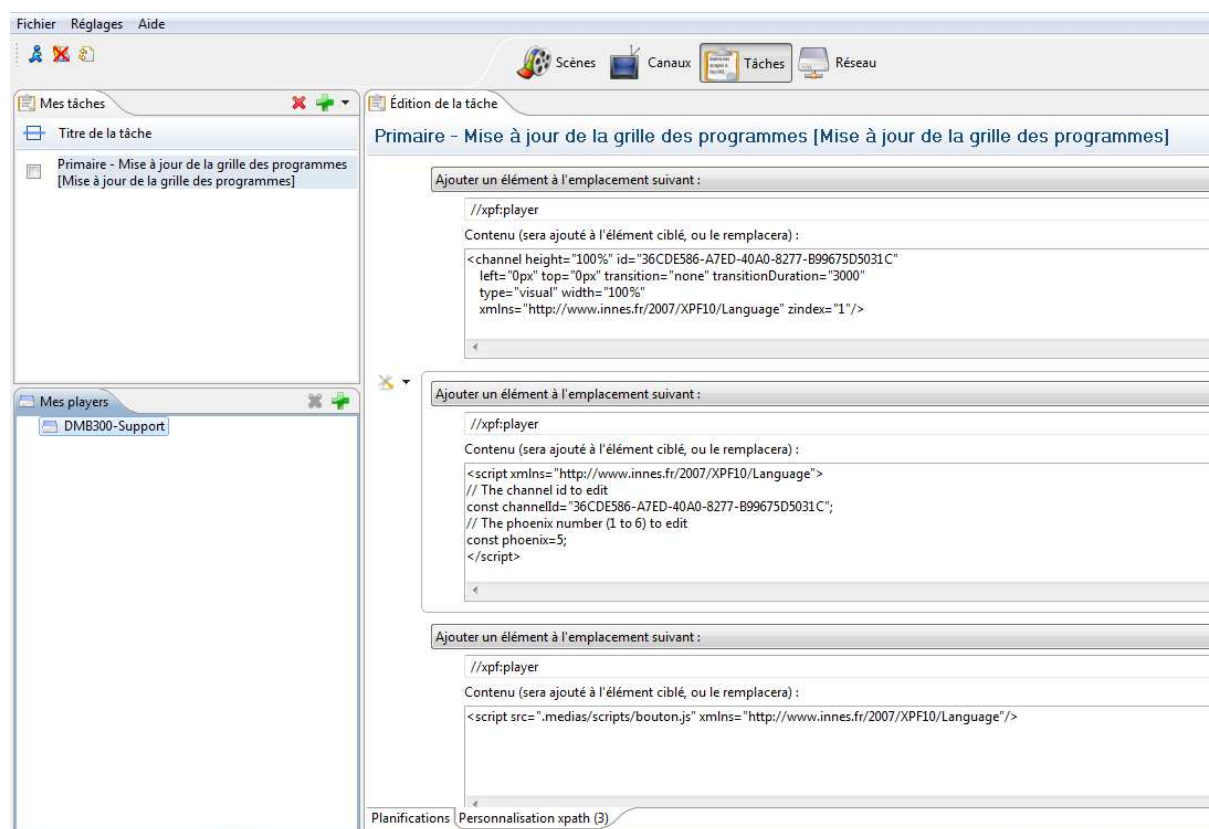 Fichier Réglages Aide
Scènes Canaux Tâches Réseau
Mes tâches
Titre de la tâche
Primaire - Mise à jour de la grille des programmes
[Mise à jour de la grille des programmes]
Mes players
DMB300-Support
Édition de la tâche
Primaire - Mise à jour de la grille des programmes [Mise à jour de la grille des programmes]
Ajouter un élément à l'emplacement suivant :
//xpf:player
Contenu (sera ajouté à l'élément ciblé, ou le remplacera) :
<channel height="100%" id="36CDE586-A7ED-40A0-8277-B99675D5031C"
left="0px" top="0px" transition="none" transitionDuration="3000"
type="visual" width="100%"
xmlns="http://www.innes.fr/2007/XPF10/Language" zindex="1"/>
Ajouter un élément à l'emplacement suivant :
//xpf:player
Contenu (sera ajouté à l'élément ciblé, ou le remplacera) :
<script xmlns="http://www.innes.fr/2007/XPF10/Language">
// The channel id to edit
const channelId="36CDE586-A7ED-40A0-8277-B99675D5031C";
// The phoenix number (1 to 6) to edit
const phoenix=5;
</script>
Ajouter un élément à l'emplacement suivant :
//xpf:player
Contenu (sera ajouté à l'élément ciblé, ou le remplacera) :
<script src=".medias/scripts/bouton.js" xmlns="http://www.innes.fr/2007/XPF10/Language"/>
Planifications Personnalisation xpath (3)